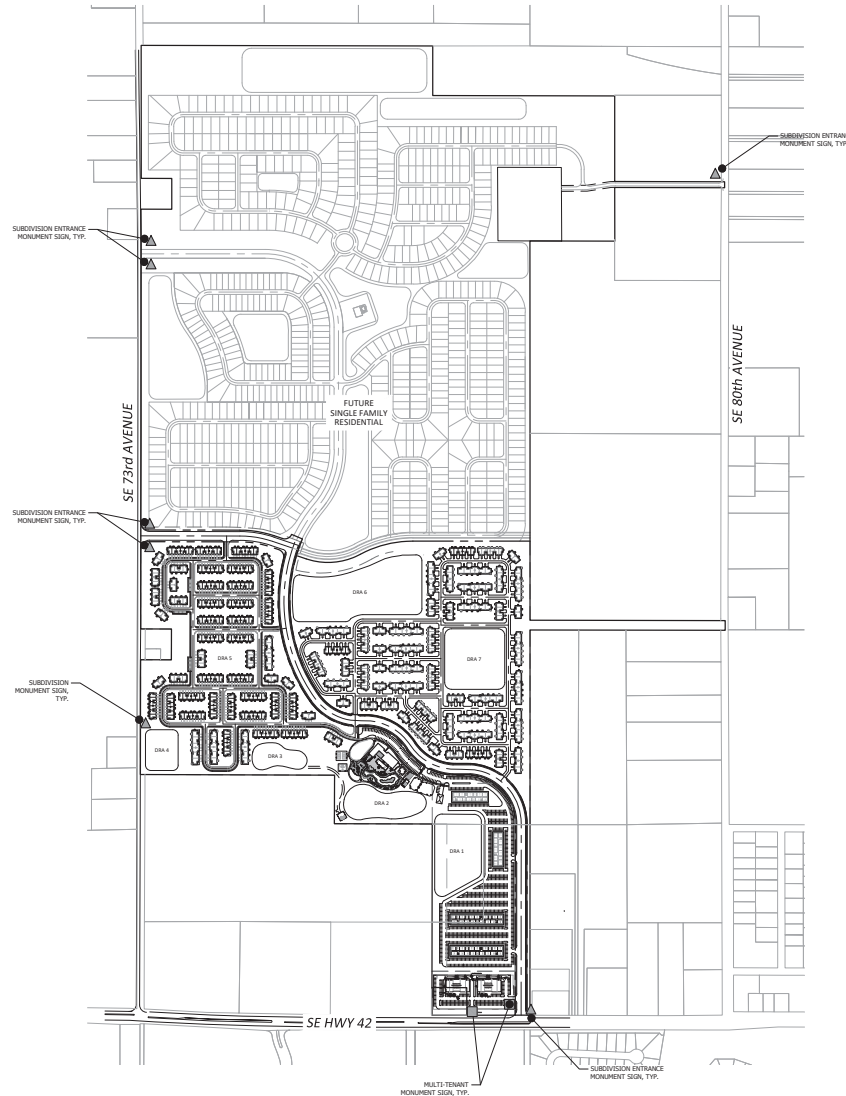 SUBDIVISION ENTRAN
MONUMENT SIGN, TYP
SUBDIVISION ENTRANCE
MONUMENT SIGN, TYP.
SE 80th AVENUE
FUTURE
SINGLE FAMILY
RESIDENTIAL
SE 73rd AVENUE
SUBDIVISION ENTRANCE
MONUMENT SIGN, TYP.
DRA 6
DRA 5
DRA 7
SUBDIVISION
MONUMENT SIGN,
TYP.
DRA 4
DRA 3
DRA 2
DRA 1
SE HWY 42
SUBDIVISION ENTRANCE
MONUMENT SIGN, TYP.
MULTI-TENANT
MONUMENT SIGN, TYP.